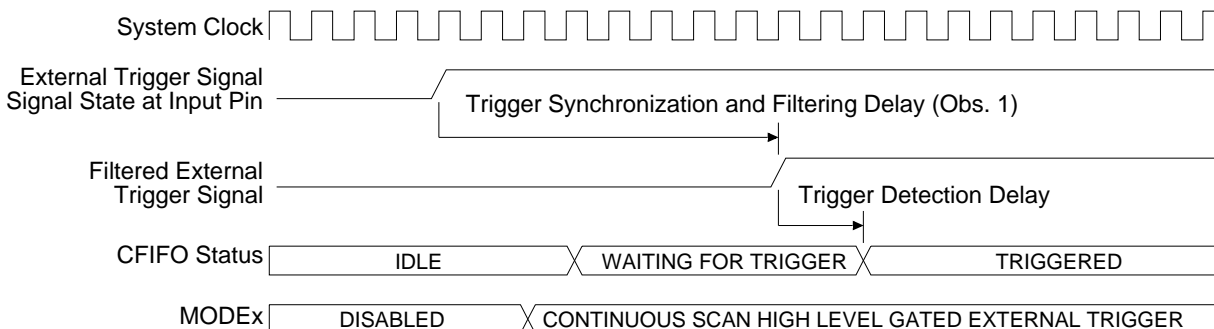 System Clock
External Trigger Signal
Signal State at Input Pin
Trigger Synchronization and Filtering Delay (Obs. 1)
Filtered External
Trigger Signal
Trigger Detection Delay
CFIFO Status
IDLE
WAITING FOR TRIGGER
TRIGGERED
MODEx
DISABLED
CONTINUOUS SCAN HIGH LEVEL GATED EXTERNAL TRIGGER